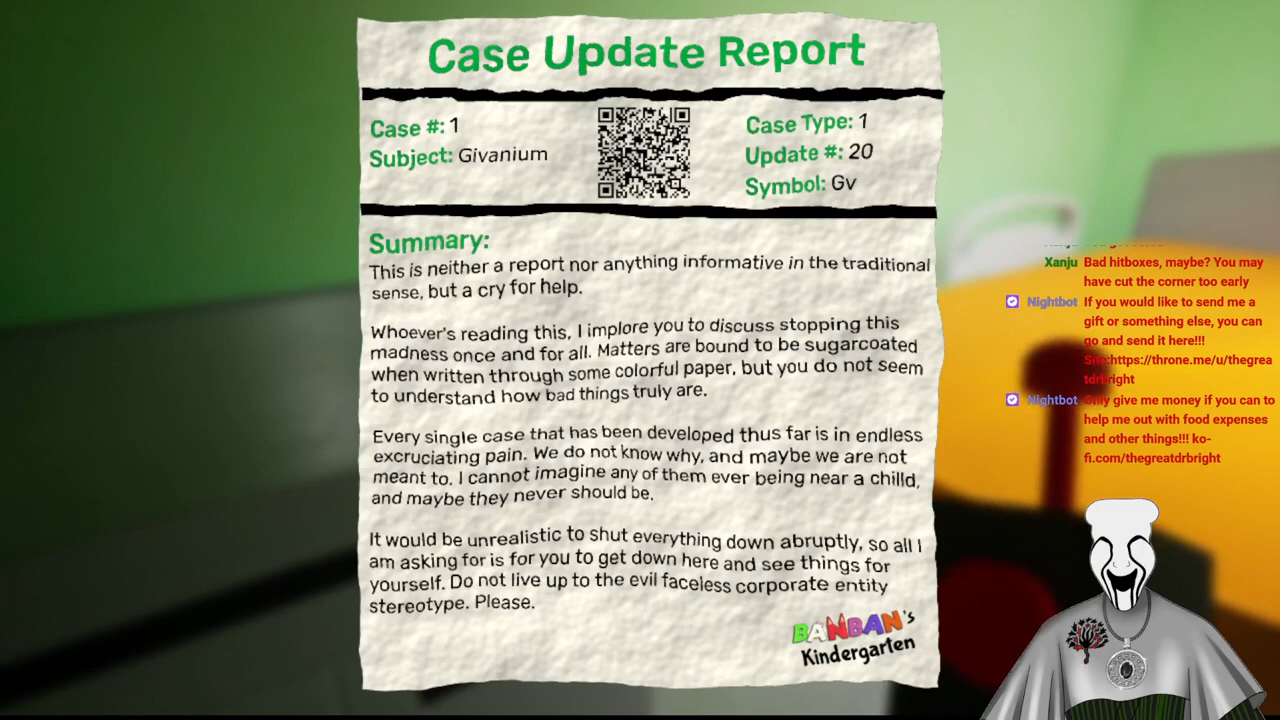 Case Update Report
Case #: 1
Subject: Givanium
Case Type: 1
Update #: 20
Symbol: Gv
Summary:
This is neither a report nor anything informative in the traditional
sense, but a cry for help.
Whoever's reading this, I implore you to discuss stopping this
madness once and for all. Matters are bound to be sugarcoated
when written through some colorful paper, but you do not seem
to understand how bad things truly are.
Every single case that has been developed thus far is in endless
excruciating pain. We do not know why, and maybe we are not
meant to. I cannot imagine any of them ever being near a chilld,
and maybe they never should be.
It would be unrealistic to shut everything down abruptly, so all I
am asking for is for you to get down here and see things for
yourself. Do not live up to the evil faceless corporate entity
stereotype. Please.
BANBAN's
Kindergarten
Xanju Bad hitboxes, maybe? You may
have cut the corner too early
Nightbot If you would like to send me a
gift or something else, you can
go and send it here!!!
Site:https://throne.me/u/thegrea
tdrbright
Nightbot Only give me money if you can to
help me out with food expenses
and other things!!! ko-
fi.com/thegreatdrbright